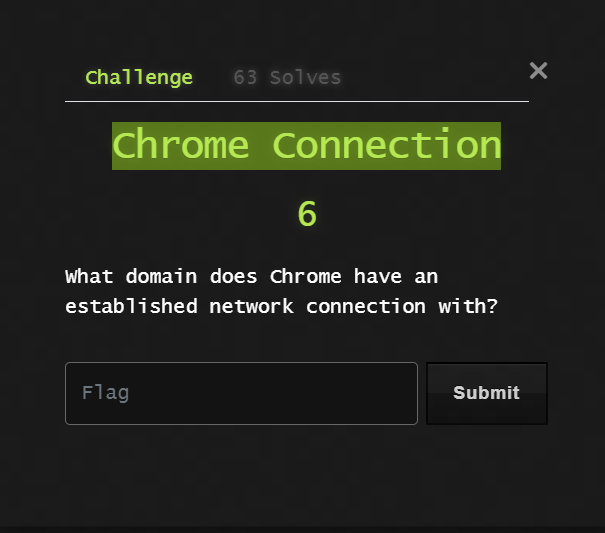 Challenge 63 Solves ×
Chrome Connection
6
What domain does Chrome have an
established network connection with?
Flag Submit